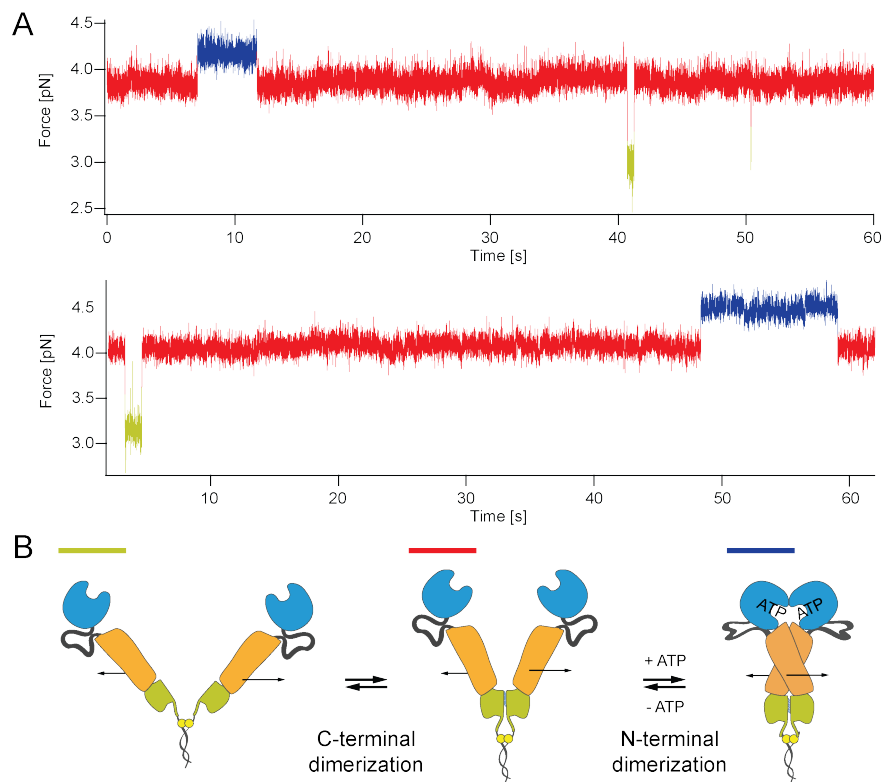 A
4.5
4.0
3.5
3.0
2.5
Force [pN]
0 10 20 30 40 50 60
Time [s]
4.5
4.0
3.5
3.0
Force [pN]
10 20 30 40 50 60
Time [s]
B
ATP ATP
+ ATP
- ATP
C-terminal
dimerization
N-terminal
dimerization